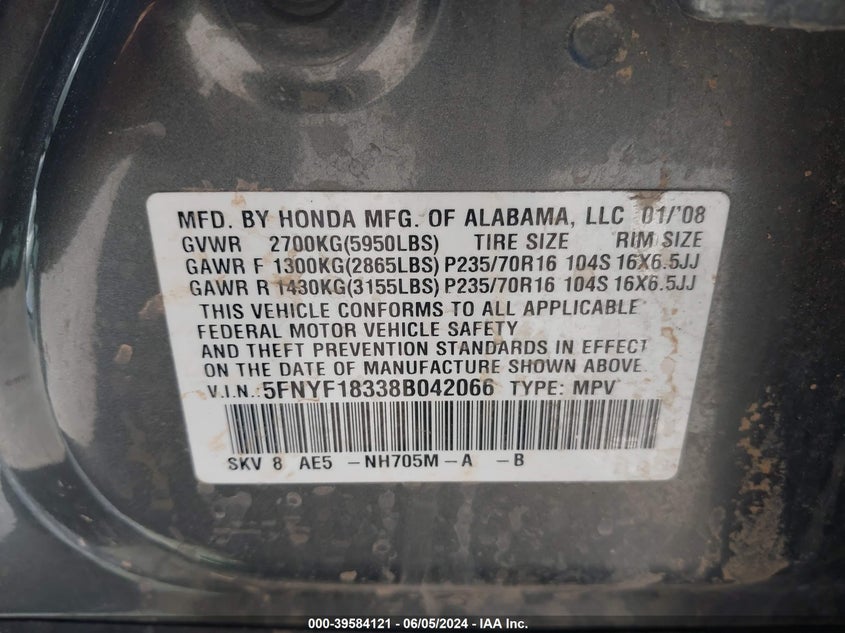 MFD. BY HONDA MFG. OF ALABAMA, LLC 01/'08
GVWR 2700KG(5950LBS) TIRE SIZE RIM SIZE
GAWR F 1300KG(2865LBS) P235/70R16 104S 16X6.5JJ
GAWR R 1430KG(3155LBS) P235/70R16 104S 16X6.5JJ
THIS VEHICLE CONFORMS TO ALL APPLICABLE
FEDERAL MOTOR VEHICLE SAFETY
AND THEFT PREVENTION STANDARDS IN EFFECT
ON THE DATE OF MANUFACTURE SHOWN ABOVE.
V.I.N.: 5FNYF18338B042066 TYPE: MPV
SKV 8 AE5 -NH705M-A -B
000-39584121 - 06/05/2024 - IAA Inc.